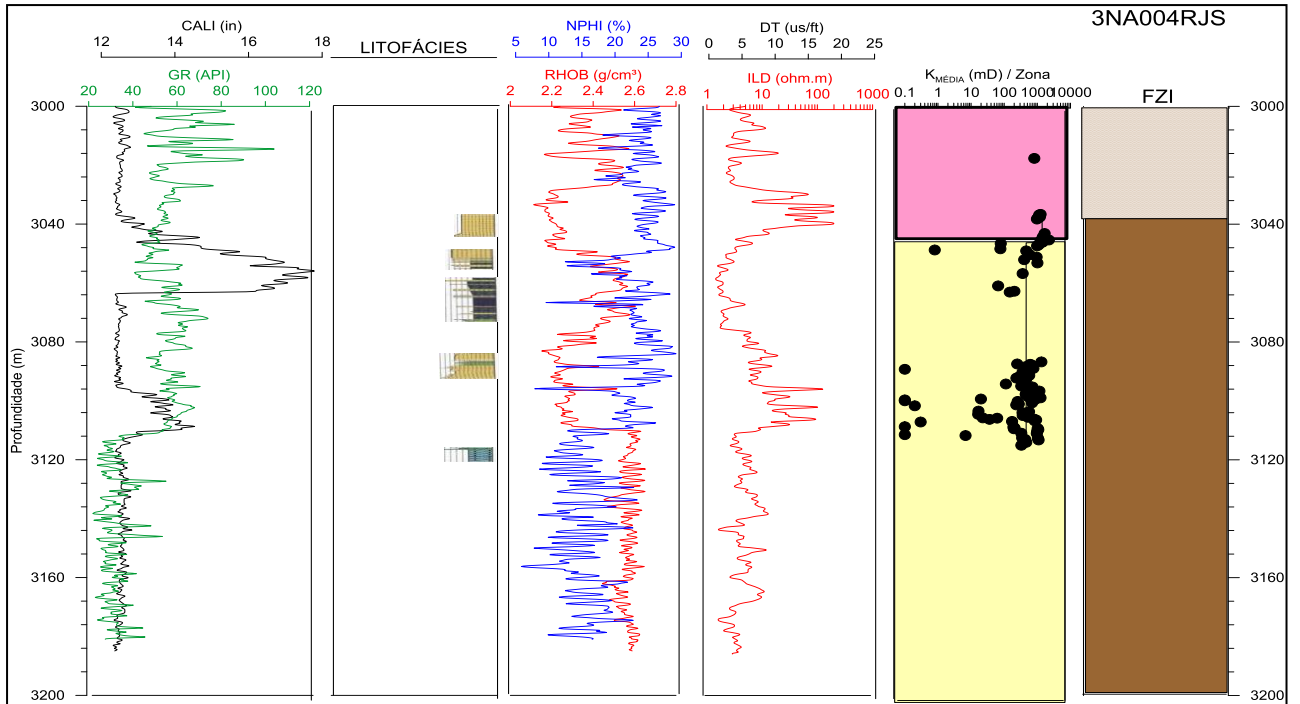 3NA004RJS
CALI (in)
12 14 16 18
GR (API)
20 40 60 80 100 120
LITOFÁCIES
NPHI (%)
5 10 15 20 25 30
RHOB (g/cm³)
2 2.2 2.4 2.6 2.8
DT (us/ft)
0 5 10 15 20 25
ILD (ohm.m)
1 10 100 1000
KMÉDIA (mD) / Zona
0.1 1 10 100 1000 10000
FZI
Profundidade (m)
3000 3000
3040 3040
3080 3080
3120 3120
3160 3160
3200 3200